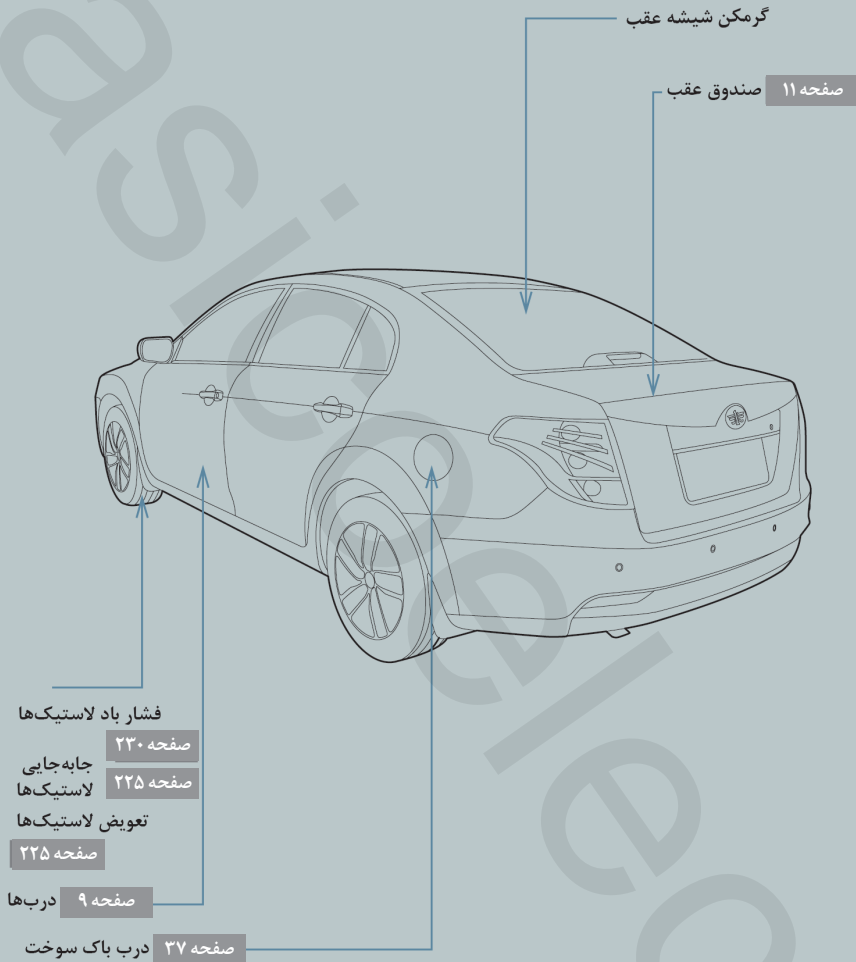 گرمکن شیشه عقب
صندوق عقب صفحه ۱۱
فشار باد لاستیک‌ها
صفحه ۲۳۰
جابه‌جایی
لاستیک‌ها صفحه ۲۲۵
تعویض لاستیک‌ها
صفحه ۲۲۵
درب‌ها صفحه ۹
درب باک سوخت صفحه ۳۷
asicoelec